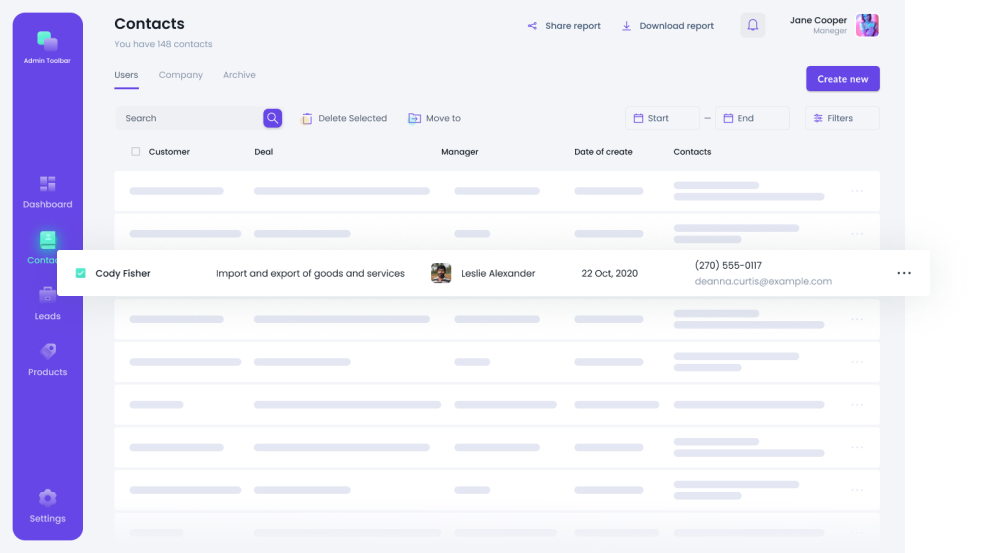 Contacts
You have 148 contacts
Share report
Download report
Jane Cooper
Manager
Admin Toolbar
Users
Company
Archive
Create new
Search
Delete Selected
Move to
Start
End
Filters
Customer
Deal
Manager
Date of create
Contacts
Dashboard
Contac
Cody Fisher
Import and export of goods and services
Leslie Alexander
22 Oct, 2020
(270) 555-0117
deanna.curtis@example.com
Leads
Products
Settings